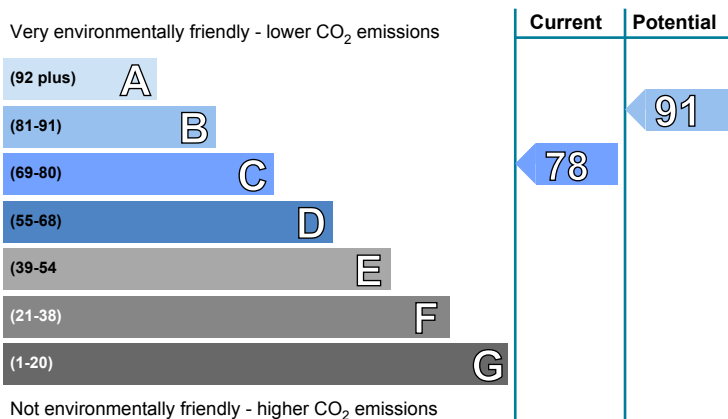 Very environmentally friendly - lower CO2 emissions
Current
Potential
(92 plus) A
(81-91) B
91
(69-80) C
78
(55-68) D
(39-54 E
(21-38) F
(1-20) G
Not environmentally friendly - higher CO2 emissions